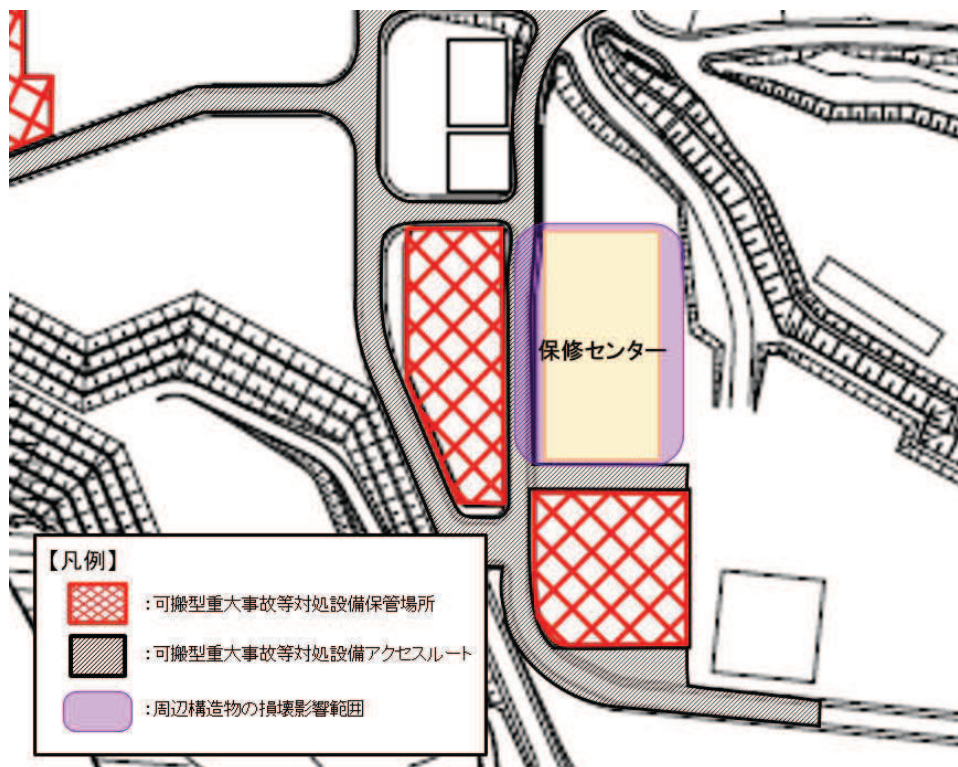 保修センター
【凡例】
：可搬型重大事故等対処設備保管場所
：可搬型重大事故等対処設備アクセスルート
：周辺構造物の損壊影響範囲